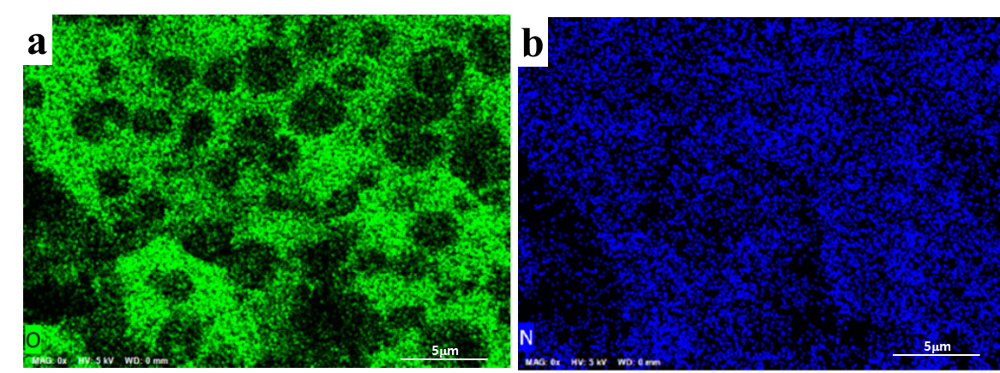 a
b
O
N
5μm
5μm
MAG: 0x HV: 5 kV WD: 0 mm
MAG: 0x HV: 5 kV WD: 0 mm